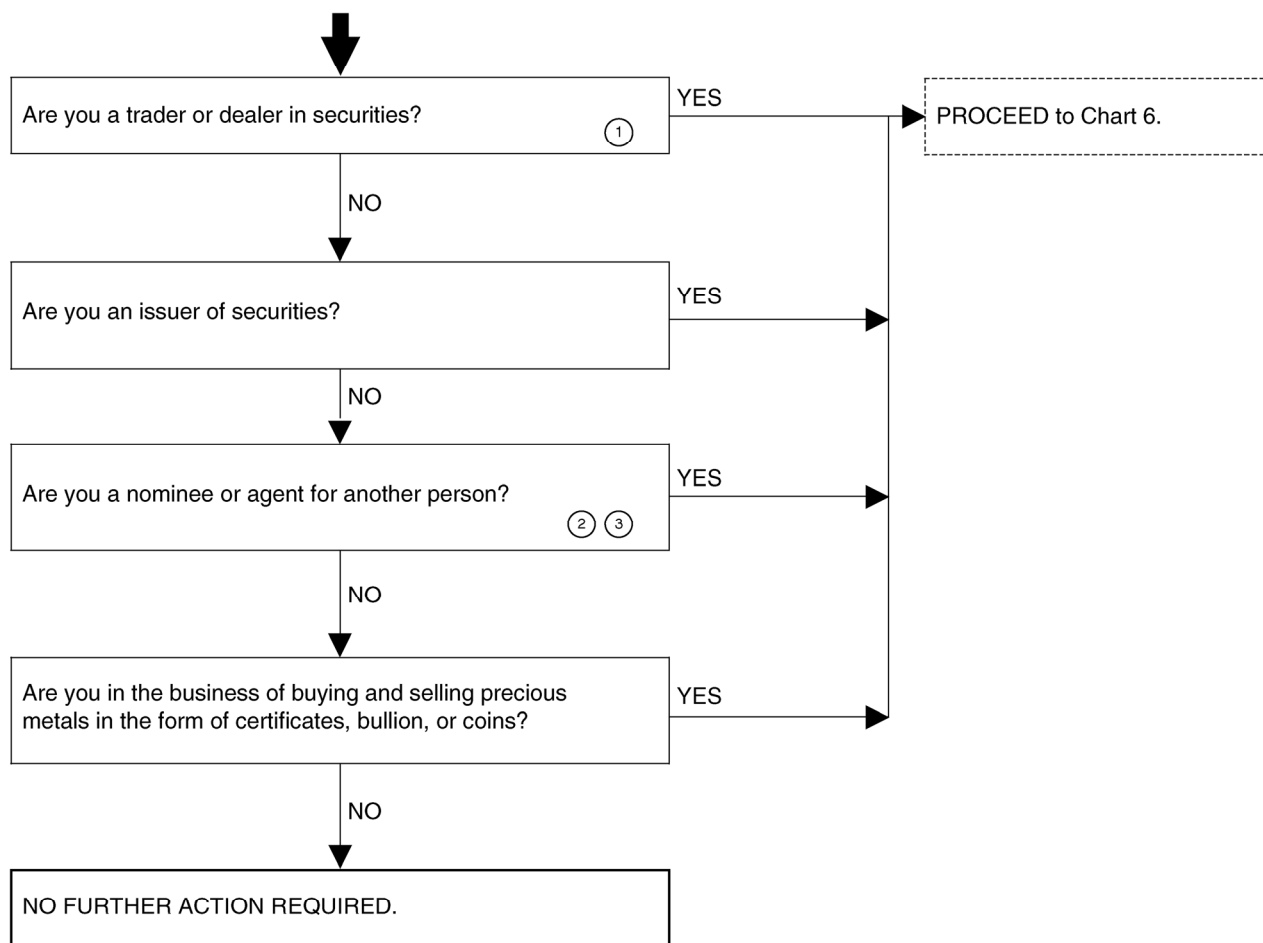 Are you a trader or dealer in securities?
1
YES
PROCEED to Chart 6.
NO
Are you an issuer of securities?
YES
NO
Are you a nominee or agent for another person?
2 3
YES
NO
Are you in the business of buying and selling precious
metals in the form of certificates, bullion, or coins?
YES
NO
NO FURTHER ACTION REQUIRED.